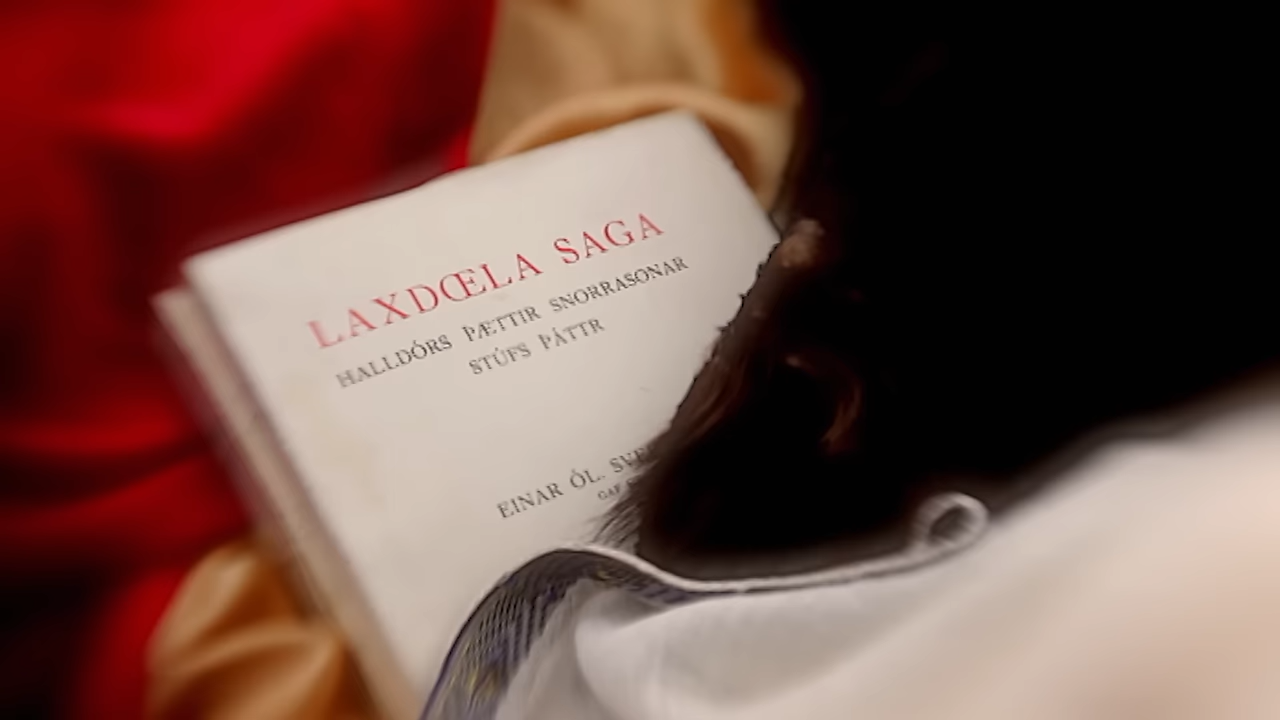 LAXDŒLA SAGA
HALLDÓRS ÞÆTTIR SNORRASONAR
STÚFS ÞÁTTR
EINAR ÓL.